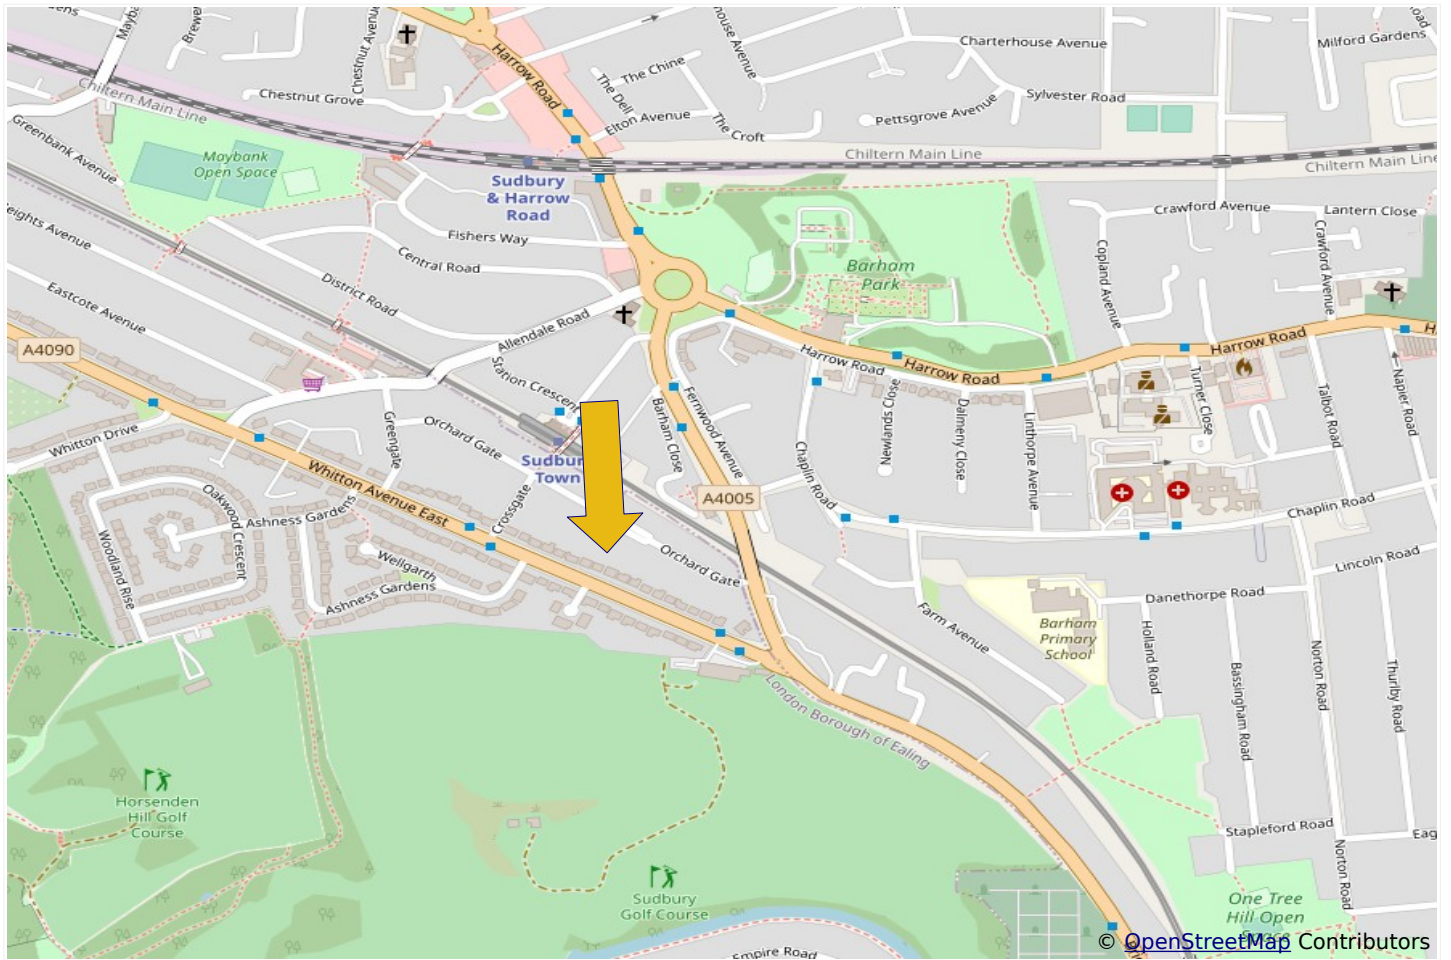 Harrow Road
Chestnut Avenue
Charterhouse Avenue
Milford Gardens
The Chine
The Dell
The Croft
Elton Avenue
Pettsgrove Avenue
Sylvester Road
Chestnut Grove
Chiltern Main Line
Chiltern Main Line
Chiltern Main Line
Greenbank Avenue
Maybank
Open Space
Sudbury
& Harrow
Road
Crawford Avenue
Lantern Close
Crawford Avenue
eights Avenue
Fishers Way
Central Road
Copland Avenue
Barham
Park
District Road
Eastcote Avenue
Allendale Road
A4090
Harrow Road
Harrow Road
Harrow Road
H
Station Crescent
Fernwood Avenue
Barham Close
Newlands Close
Dalmeny Close
Linthorpe Avenue
Turner Close
Talbot Road
Napier Road
Whitton Drive
Greengate
Orchard Gate
Sudbur
Town
Chaplin Road
A4005
Chaplin Road
Whitton Avenue East
Oakwood Crescent
Ashness Gardens
Crossgate
Woodland Rise
Wellgarth
Ashness Gardens
Orchard Gate
Lincoln Road
Danethorpe Road
Farm Avenue
Barham
Primary
School
Holland Road
Bassingham Road
Norton Road
Thurlby Road
London Borough of Ealing
Horsenden
Hill Golf
Course
Stapleford Road
Eag
Norton Road
Sudbury
Golf Course
One Tree
Hill Open
Space
Empire Road
© OpenStreetMap Contributors